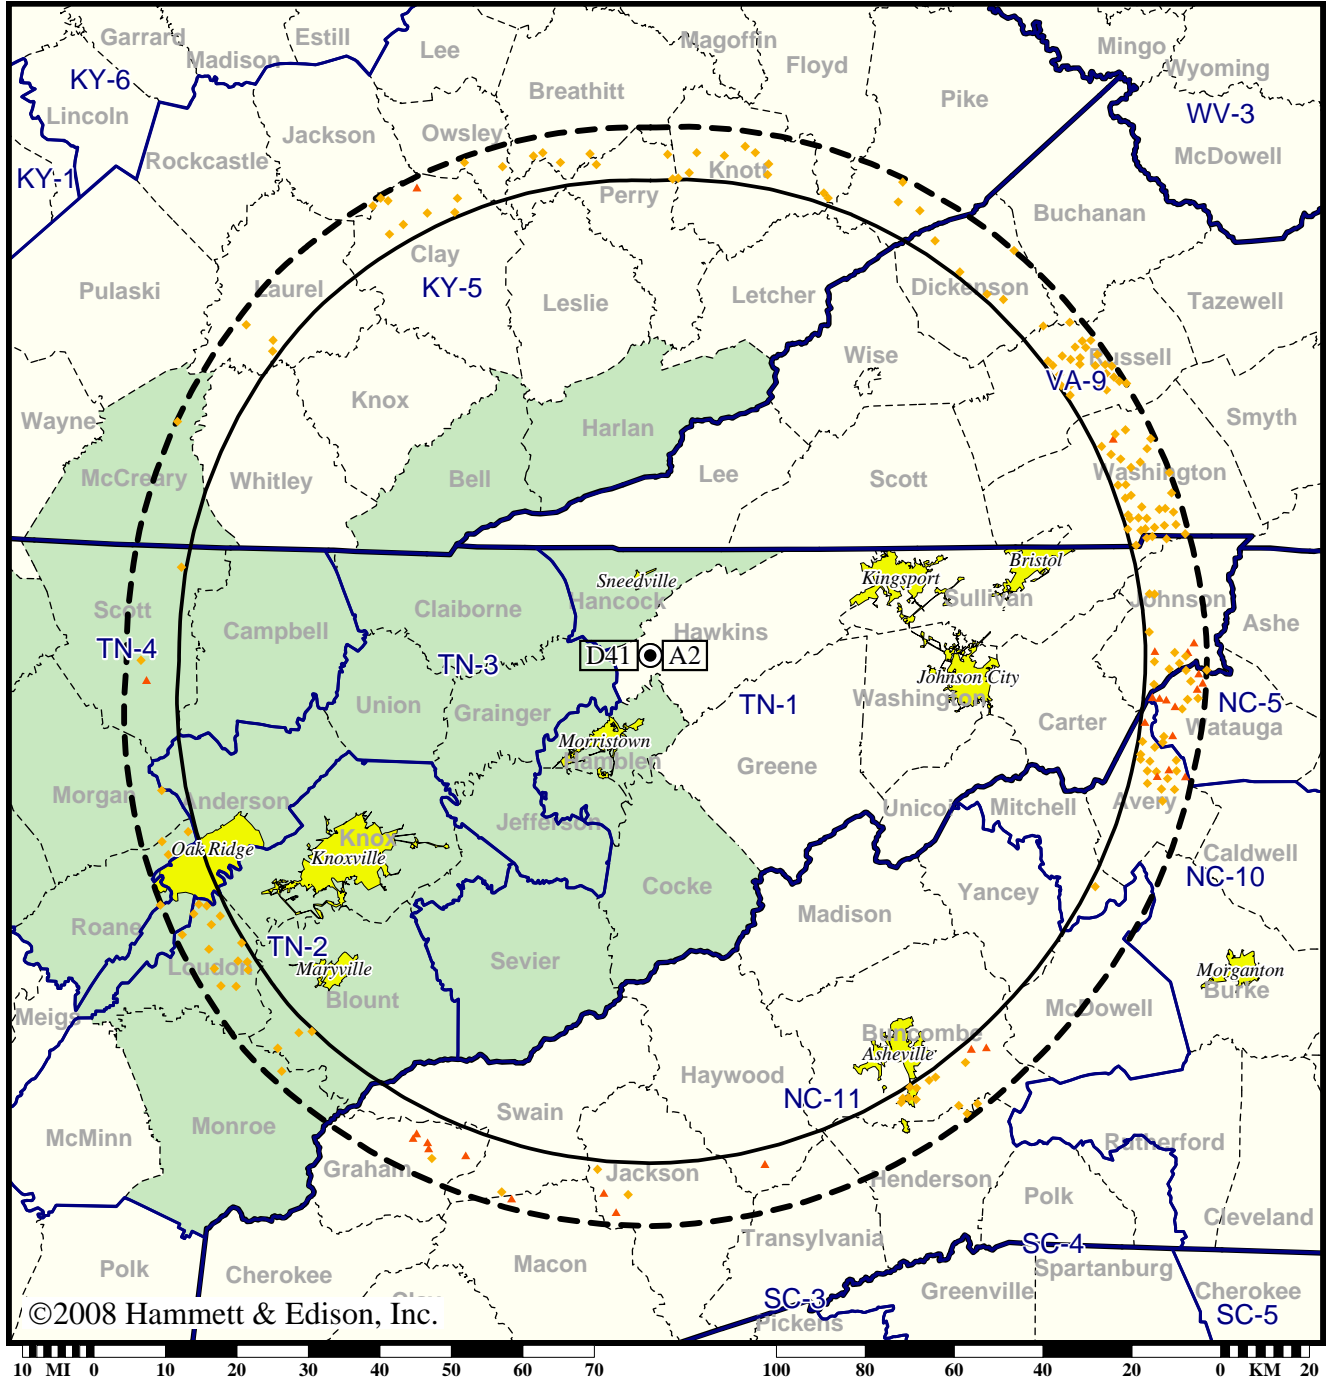 Garrard
Estill
Madison
Lee
Magoffin
Floyd
Mingo
Wyoming
KY-6
Lincoln
Breathitt
Pike
WV-3
Jackson
Owsley
McDowell
Rockcastle
KY-1
Knott
Perry
Buchanan
Clay
Pulaski
Laurel
KY-5
Leslie
Letcher
Dickenson
Tazewell
Wise
Russell
VA-9
Knox
Wayne
Harlan
Smyth
McCreary
Whitley
Bell
Lee
Scott
Washington
Bristol
Sneedville
Kingsport
Scott
Claiborne
Hancock
Sullivan
Johnson
Campbell
Hawkins
Ashe
TN-4
TN-3
D41
A2
Johnson City
Union
Grainger
TN-1
Washington
NC-5
Carter
Watauga
Morristown
Hamblen
Greene
Morgan
Anderson
Unicoi
Mitchell
Avery
Jefferson
Knox
Oak Ridge
Knoxville
Caldwell
NC-10
Cocke
Yancey
Madison
Roane
TN-2
Sevier
Loudon
Maryville
Morganton
Blount
Burke
Meigs
McDowell
Buncombe
Asheville
Haywood
NC-11
Swain
Monroe
McMinn
Rutherford
Graham
Jackson
Henderson
Polk
Cleveland
Transylvania
SC-4
Polk
Cherokee
Macon
Spartanburg
Greenville
Cherokee
SC-3
SC-5
Clay
Pickens
©2008 Hammett & Edison, Inc.
10 MI 0 10 20 30 40 50 60 70 100 80 60 40 20 0 KM 20